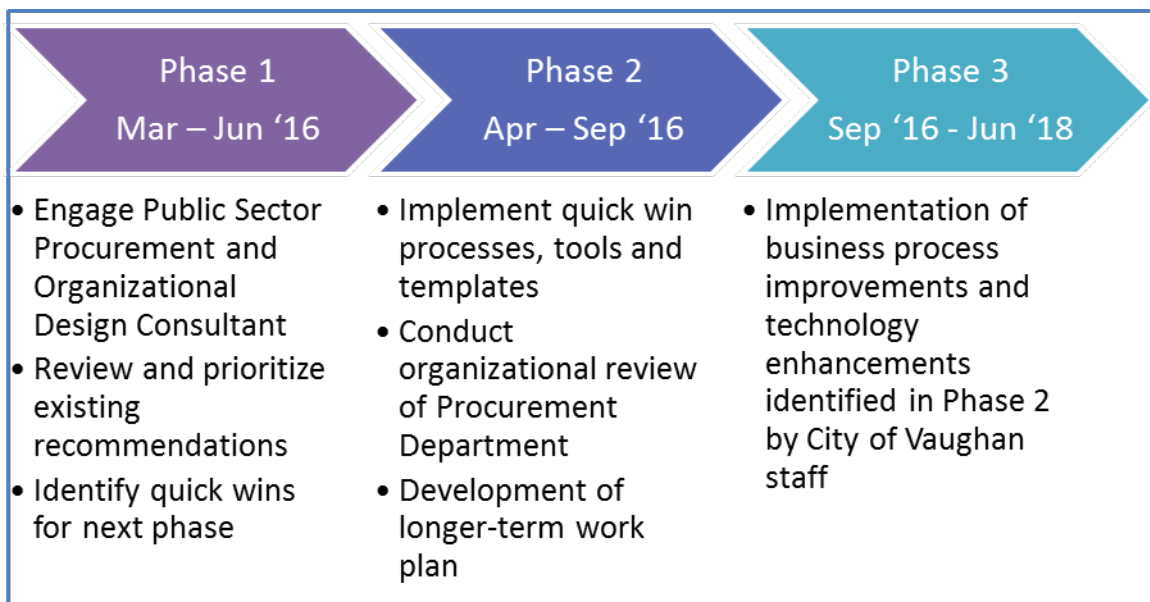 Phase 1
Mar – Jun ‘16
• Engage Public Sector
Procurement and
Organizational
Design Consultant
• Review and prioritize
existing
recommendations
• Identify quick wins
for next phase
Phase 2
Apr – Sep ‘16
• Implement quick win
processes, tools and
templates
• Conduct
organizational review
of Procurement
Department
• Development of
longer-term work
plan
Phase 3
Sep ‘16 - Jun ‘18
• Implementation of
business process
improvements and
technology
enhancements
identified in Phase 2
by City of Vaughan
staff